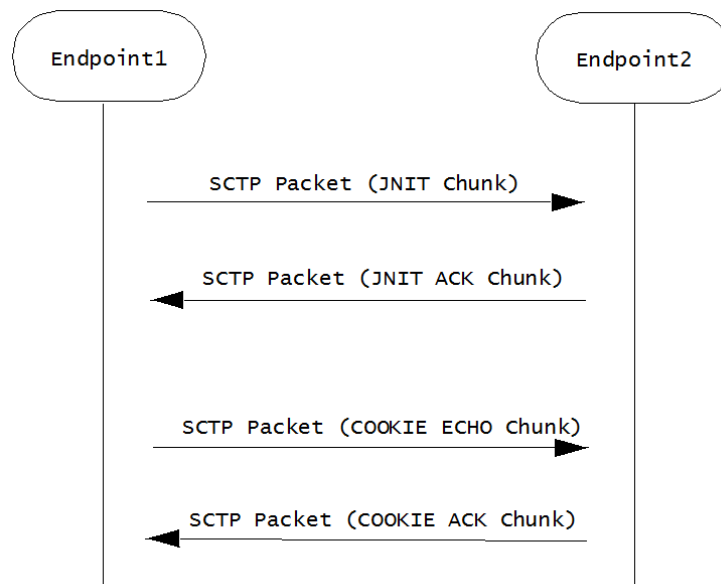 Endpoint1
Endpoint2
SCTP Packet (JNIT Chunk)
SCTP Packet (JNIT ACK Chunk)
SCTP Packet (COOKIE ECHO Chunk)
SCTP Packet (COOKIE ACK Chunk)